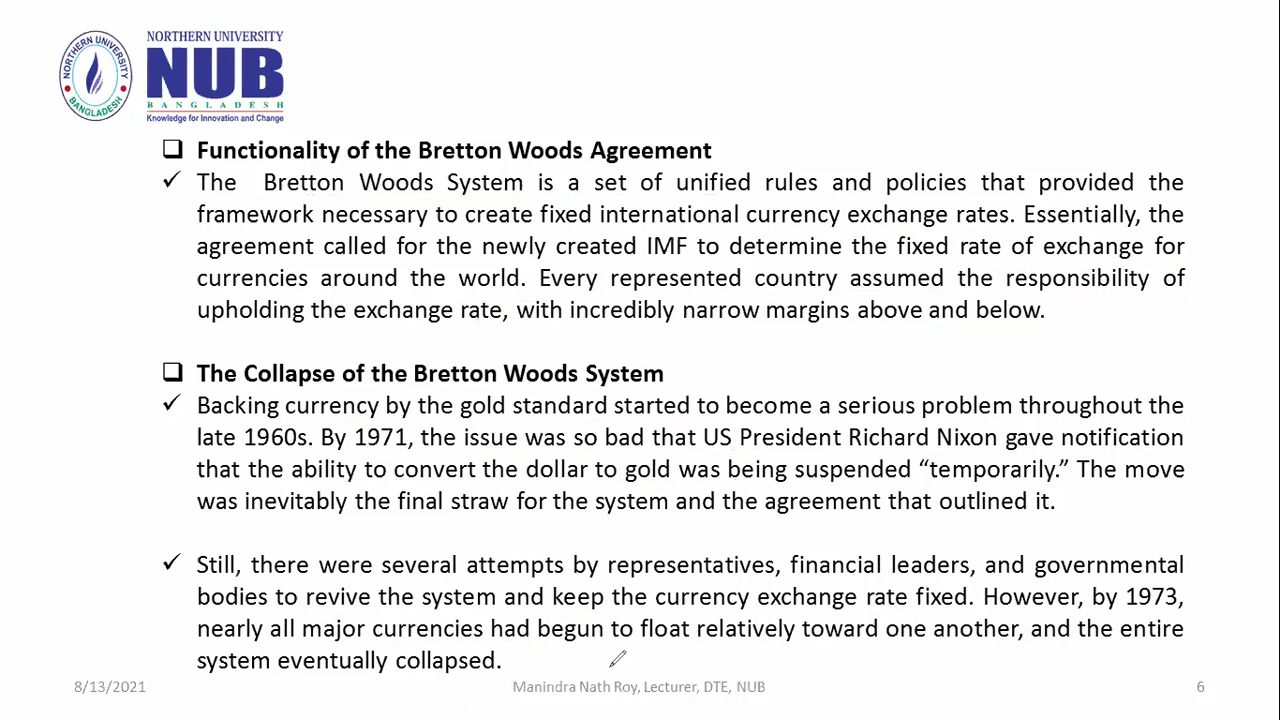 NORTHERN UNIVERSITY
BANGLADESH
NORTHERN UNIVERSITY
NUB
BANGLADESH
Knowledge for Innovation and Change
❑ Functionality of the Bretton Woods Agreement
✓ The Bretton Woods System is a set of unified rules and policies that provided the
framework necessary to create fixed international currency exchange rates. Essentially, the
agreement called for the newly created IMF to determine the fixed rate of exchange for
currencies around the world. Every represented country assumed the responsibility of
upholding the exchange rate, with incredibly narrow margins above and below.
❑ The Collapse of the Bretton Woods System
✓ Backing currency by the gold standard started to become a serious problem throughout the
late 1960s. By 1971, the issue was so bad that US President Richard Nixon gave notification
that the ability to convert the dollar to gold was being suspended “temporarily.” The move
was inevitably the final straw for the system and the agreement that outlined it.
✓ Still, there were several attempts by representatives, financial leaders, and governmental
bodies to revive the system and keep the currency exchange rate fixed. However, by 1973,
nearly all major currencies had begun to float relatively toward one another, and the entire
system eventually collapsed.
8/13/2021
Manindra Nath Roy, Lecturer, DTE, NUB
6